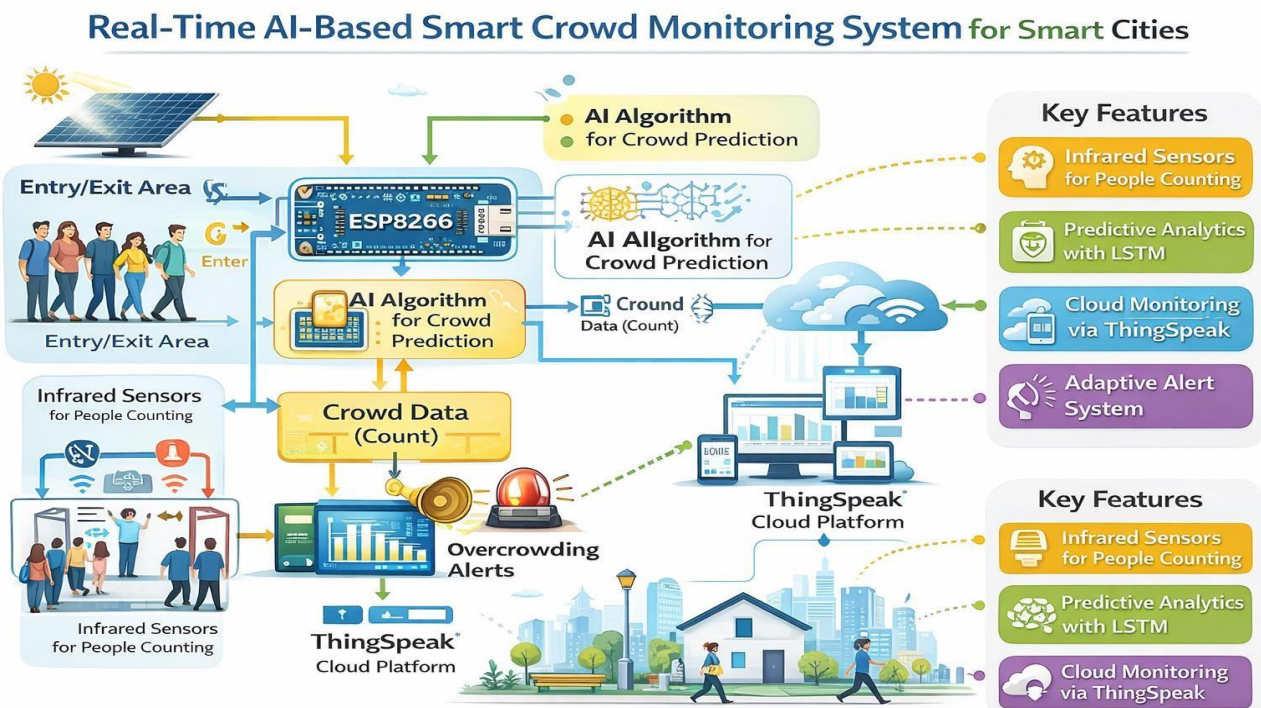 Real-Time AI-Based Smart Crowd Monitoring System for Smart Cities
AI Algorithm
for Crowd Prediction
Entry/Exit Area
Enter
Entry/Exit Area
ESP8266
AI Allgorithm for
Crowd Prediction
AI Algorithm
for Crowd
Prediction
Cround
Data (Count)
Infrared Sensors
for People Counting
Crowd Data
(Count)
Infrared Sensors
for People Counting
Overcrowding
Alerts
ThingSpeak
Cloud Platform
ThingSpeak
Cloud Platform
Key Features
Infrared Sensors
for People Counting
Predictive Analytics
with LSTM
Cloud Monitoring
via ThingSpeak
Adaptive Alert
System
Key Features
Infrared Sensors
for People Counting
Predictive Analytics
with LSTM
Cloud Monitoring
via ThingSpeak